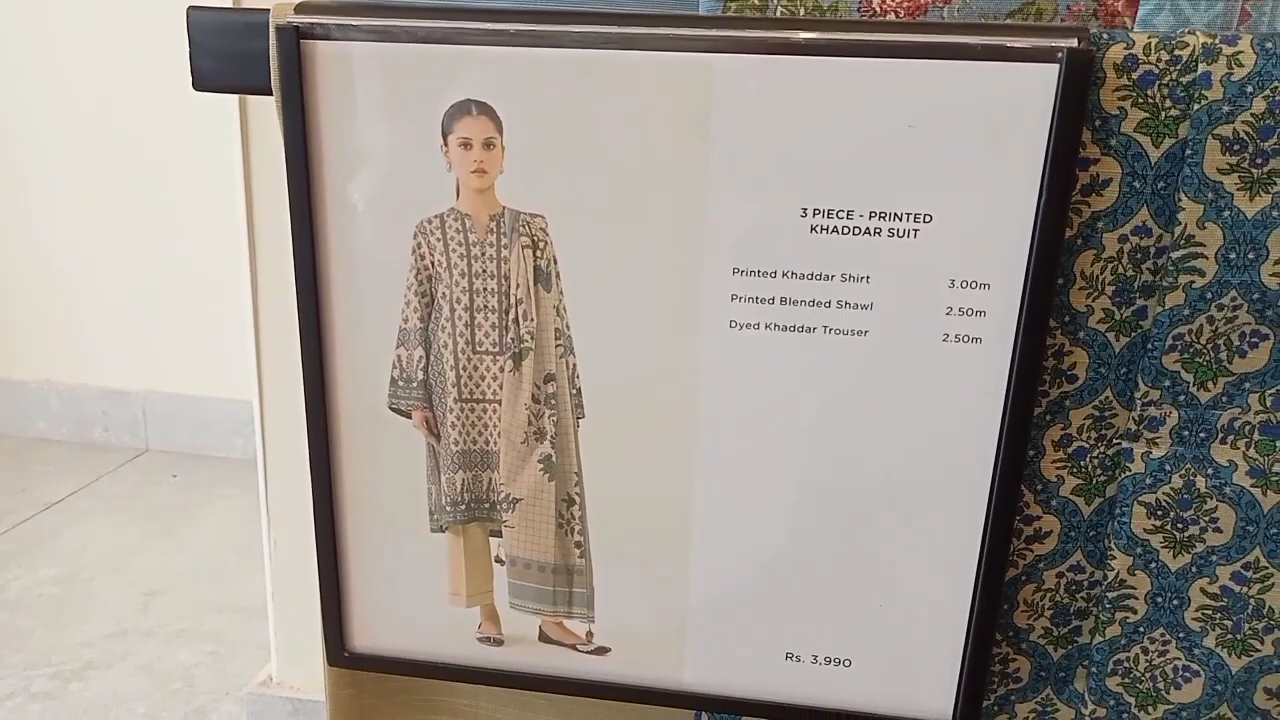 3 PIECE - PRINTED
KHADDAR SUIT
Printed Khaddar Shirt 3.00m
Printed Blended Shawl 2.50m
Dyed Khaddar Trouser 2.50m
Rs. 3,990